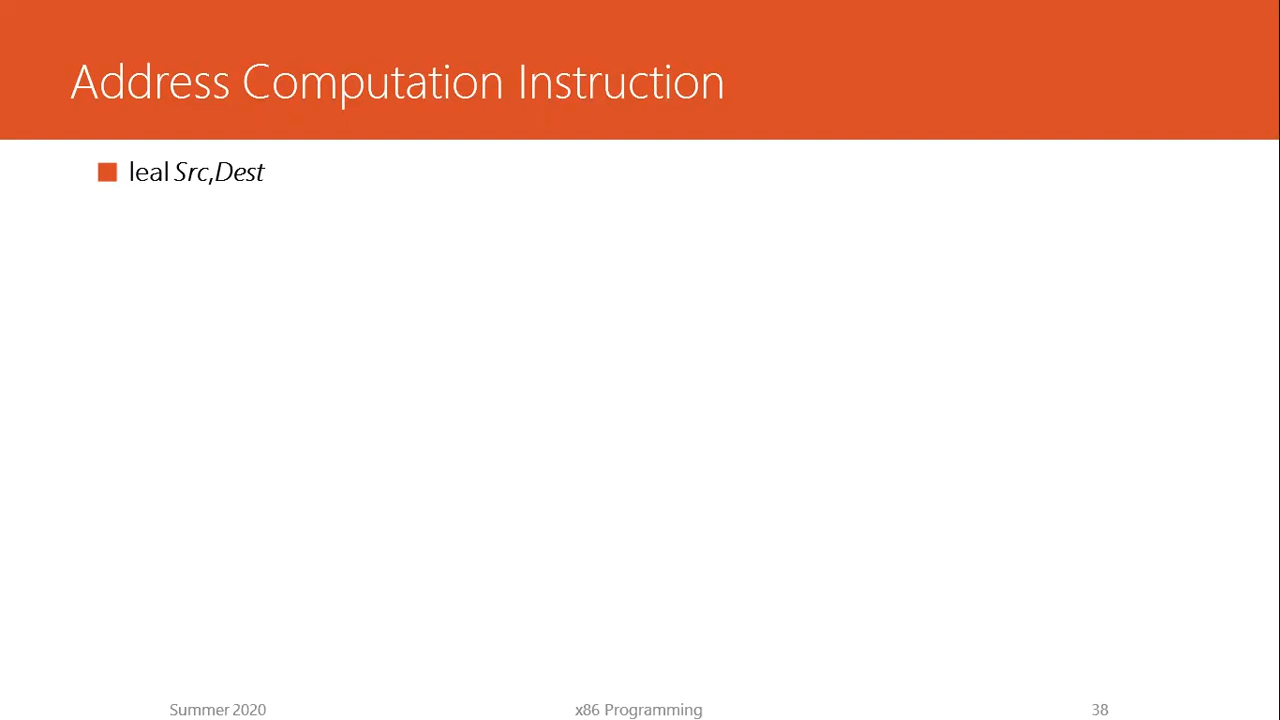 Address Computation Instruction
leal Src,Dest
Summer 2020
x86 Programming
38